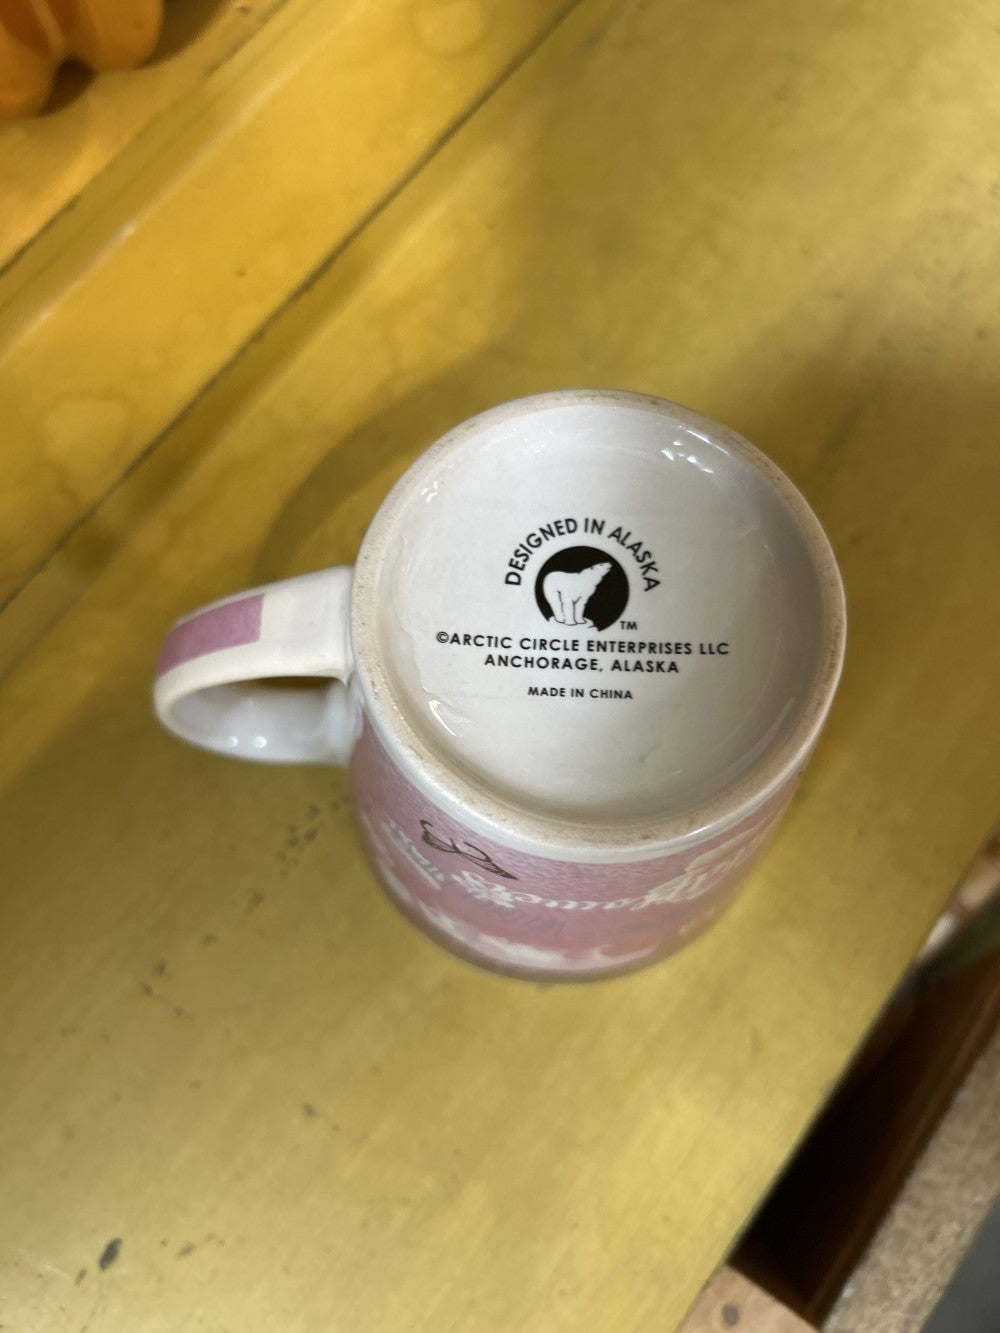 DESIGNED IN ALASKA
TM
©ARCTIC CIRCLE ENTERPRISES LLC
ANCHORAGE, ALASKA
MADE IN CHINA